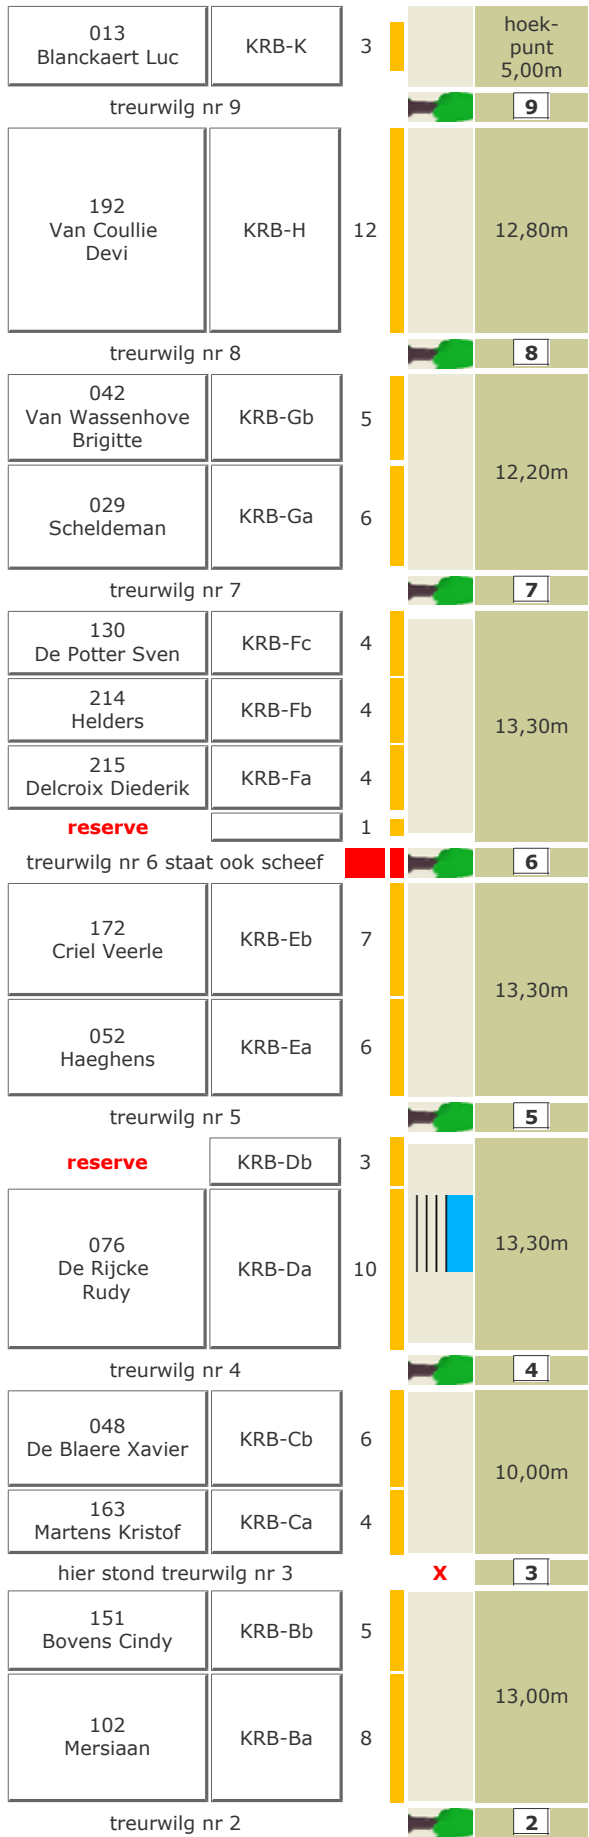 013
Blanckaert Luc
KRB-K
3
hoek-
punt
5,00m
treurwilg nr 9
9
192
Van Coullie
Devi
KRB-H
12
12,80m
treurwilg nr 8
8
042
Van Wassenhove
Brigitte
KRB-Gb
5
12,20m
029
Scheldeman
KRB-Ga
6
treurwilg nr 7
7
130
De Potter Sven
KRB-Fc
4
214
Helders
KRB-Fb
4
13,30m
215
Delcroix Diederik
KRB-Fa
4
reserve
1
treurwilg nr 6 staat ook scheef
6
172
Criel Veerle
KRB-Eb
7
13,30m
052
Haeghens
KRB-Ea
6
treurwilg nr 5
5
reserve
KRB-Db
3
076
De Rijcke
Rudy
KRB-Da
10
13,30m
treurwilg nr 4
4
048
De Blaere Xavier
KRB-Cb
6
10,00m
163
Martens Kristof
KRB-Ca
4
hier stond treurwilg nr 3
X
3
151
Bovens Cindy
KRB-Bb
5
13,00m
102
Mersiaan
KRB-Ba
8
treurwilg nr 2
2